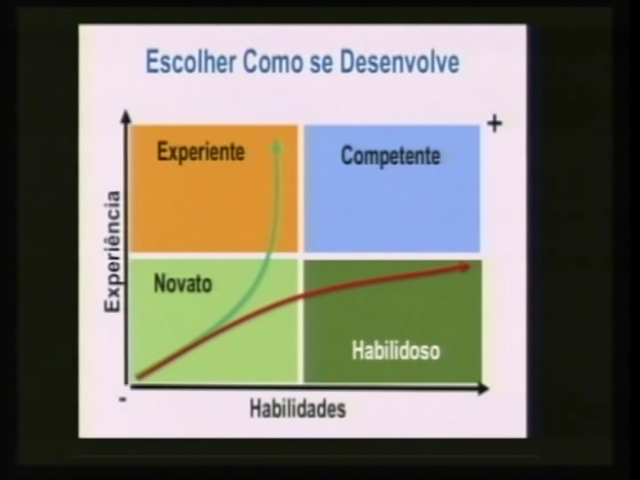 Escolher Como se Desenvolve
+
Experiente
Competente
Experiência
Novato
Habilidoso
-
Habilidades